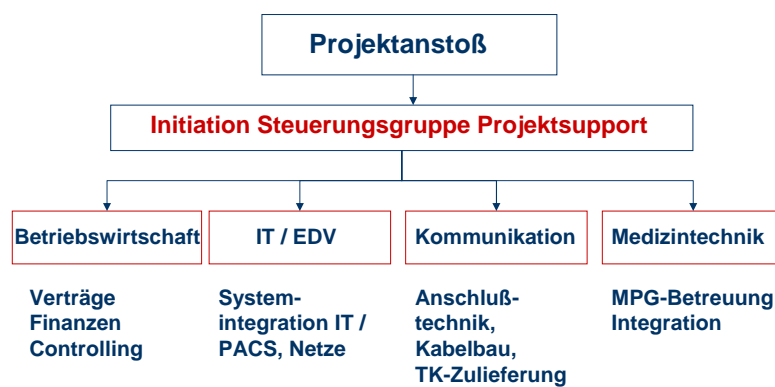 Projektanstoß
Initiation Steuerungsgruppe Projektsupport
Betriebswirtschaft
IT / EDV
Kommunikation
Medizintechnik
Verträge
Finanzen
Controlling
System-
integration IT /
PACS, Netze
Anschluß-
technik,
Kabelbau,
TK-Zulieferung
MPG-Betreuung
Integration